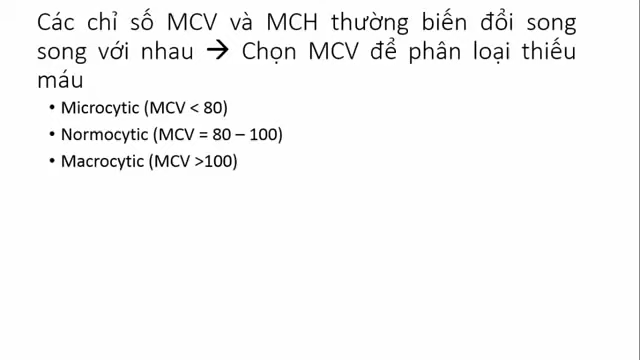 Các chỉ số MCV và MCH thường biến đổi song
song với nhau → Chọn MCV để phân loại thiếu
máu
• Microcytic (MCV < 80)
• Normocytic (MCV = 80 – 100)
• Macrocytic (MCV >100)